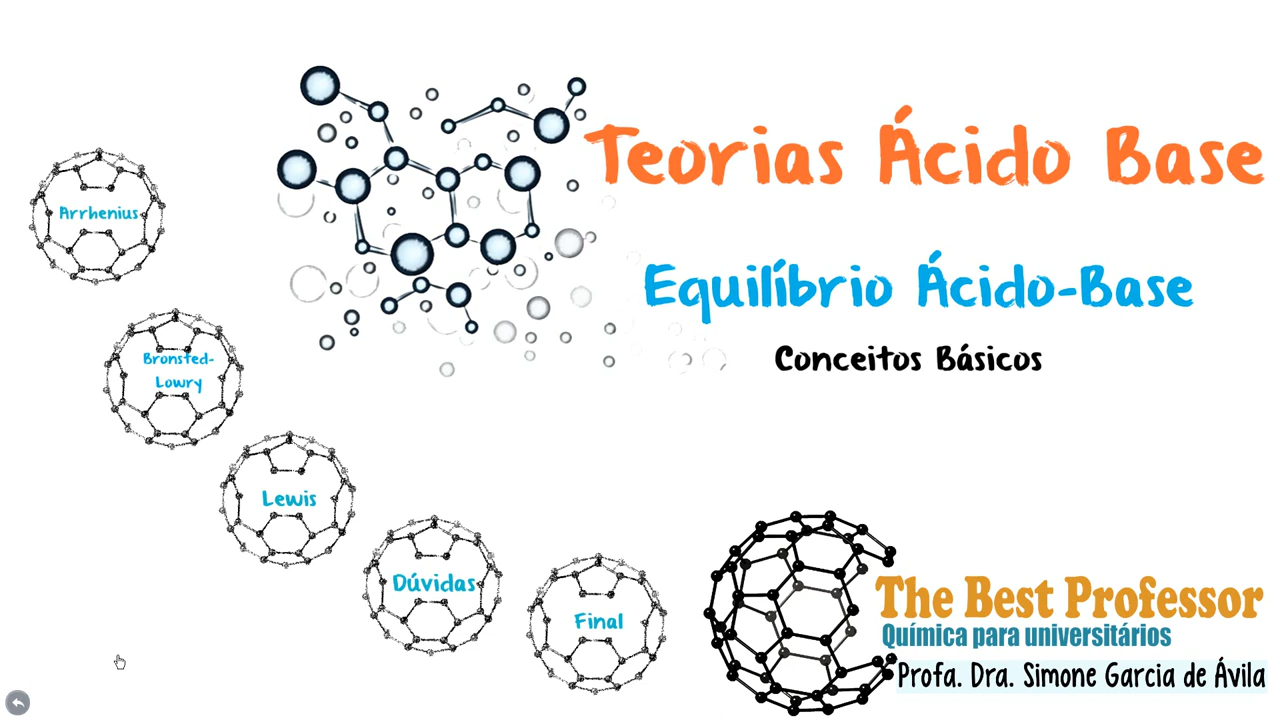 Teorias Ácido Base
Equilíbrio Ácido-Base
Conceitos Básicos
Arrhenius
Bronsted-
Lowry
Lewis
Dúvidas
Final
The Best Professor
Química para universitários
Profa. Dra. Simone Garcia de Ávila